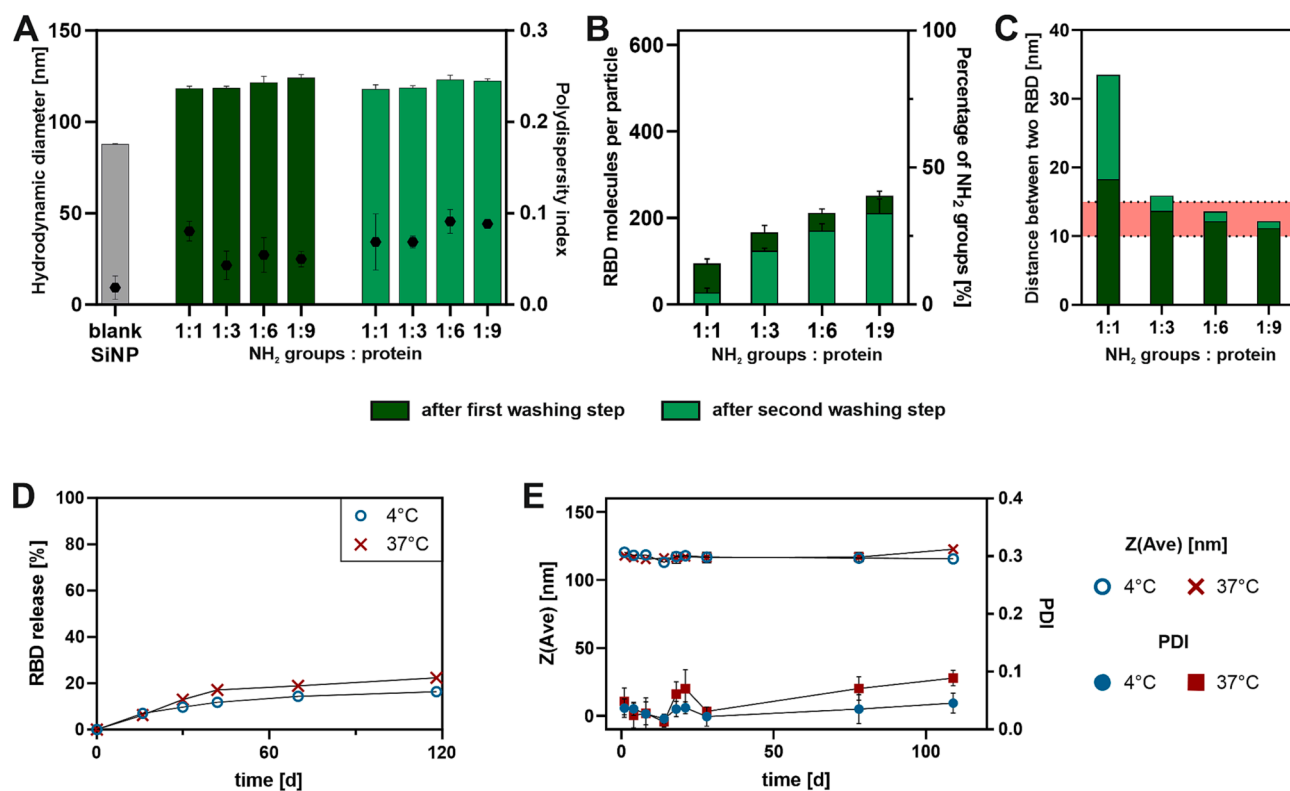 A
Hydrodynamic diameter [nm]
150
100
50
0
0.3
0.2
0.1
0.0
Polydispersity index
blank
SiNP
1:1 1:3 1:6 1:9
1:1 1:3 1:6 1:9
NH₂ groups : protein
B
RBD molecules per particle
600
400
200
0
100
50
0
Percentage of NH₂ groups [%]
1:1 1:3 1:6 1:9
NH₂ groups : protein
C
Distance between two RBD [nm]
40
30
20
10
0
1:1 1:3 1:6 1:9
NH₂ groups : protein
after first washing step
after second washing step
D
RBD release [%]
100
80
60
40
20
0
0 60 120
time [d]
4°C
37°C
E
Z(Ave) [nm]
150
100
50
0
0.4
0.3
0.2
0.1
0.0
PDI
0 50 100
time [d]
Z(Ave) [nm]
4°C 37°C
PDI
4°C 37°C